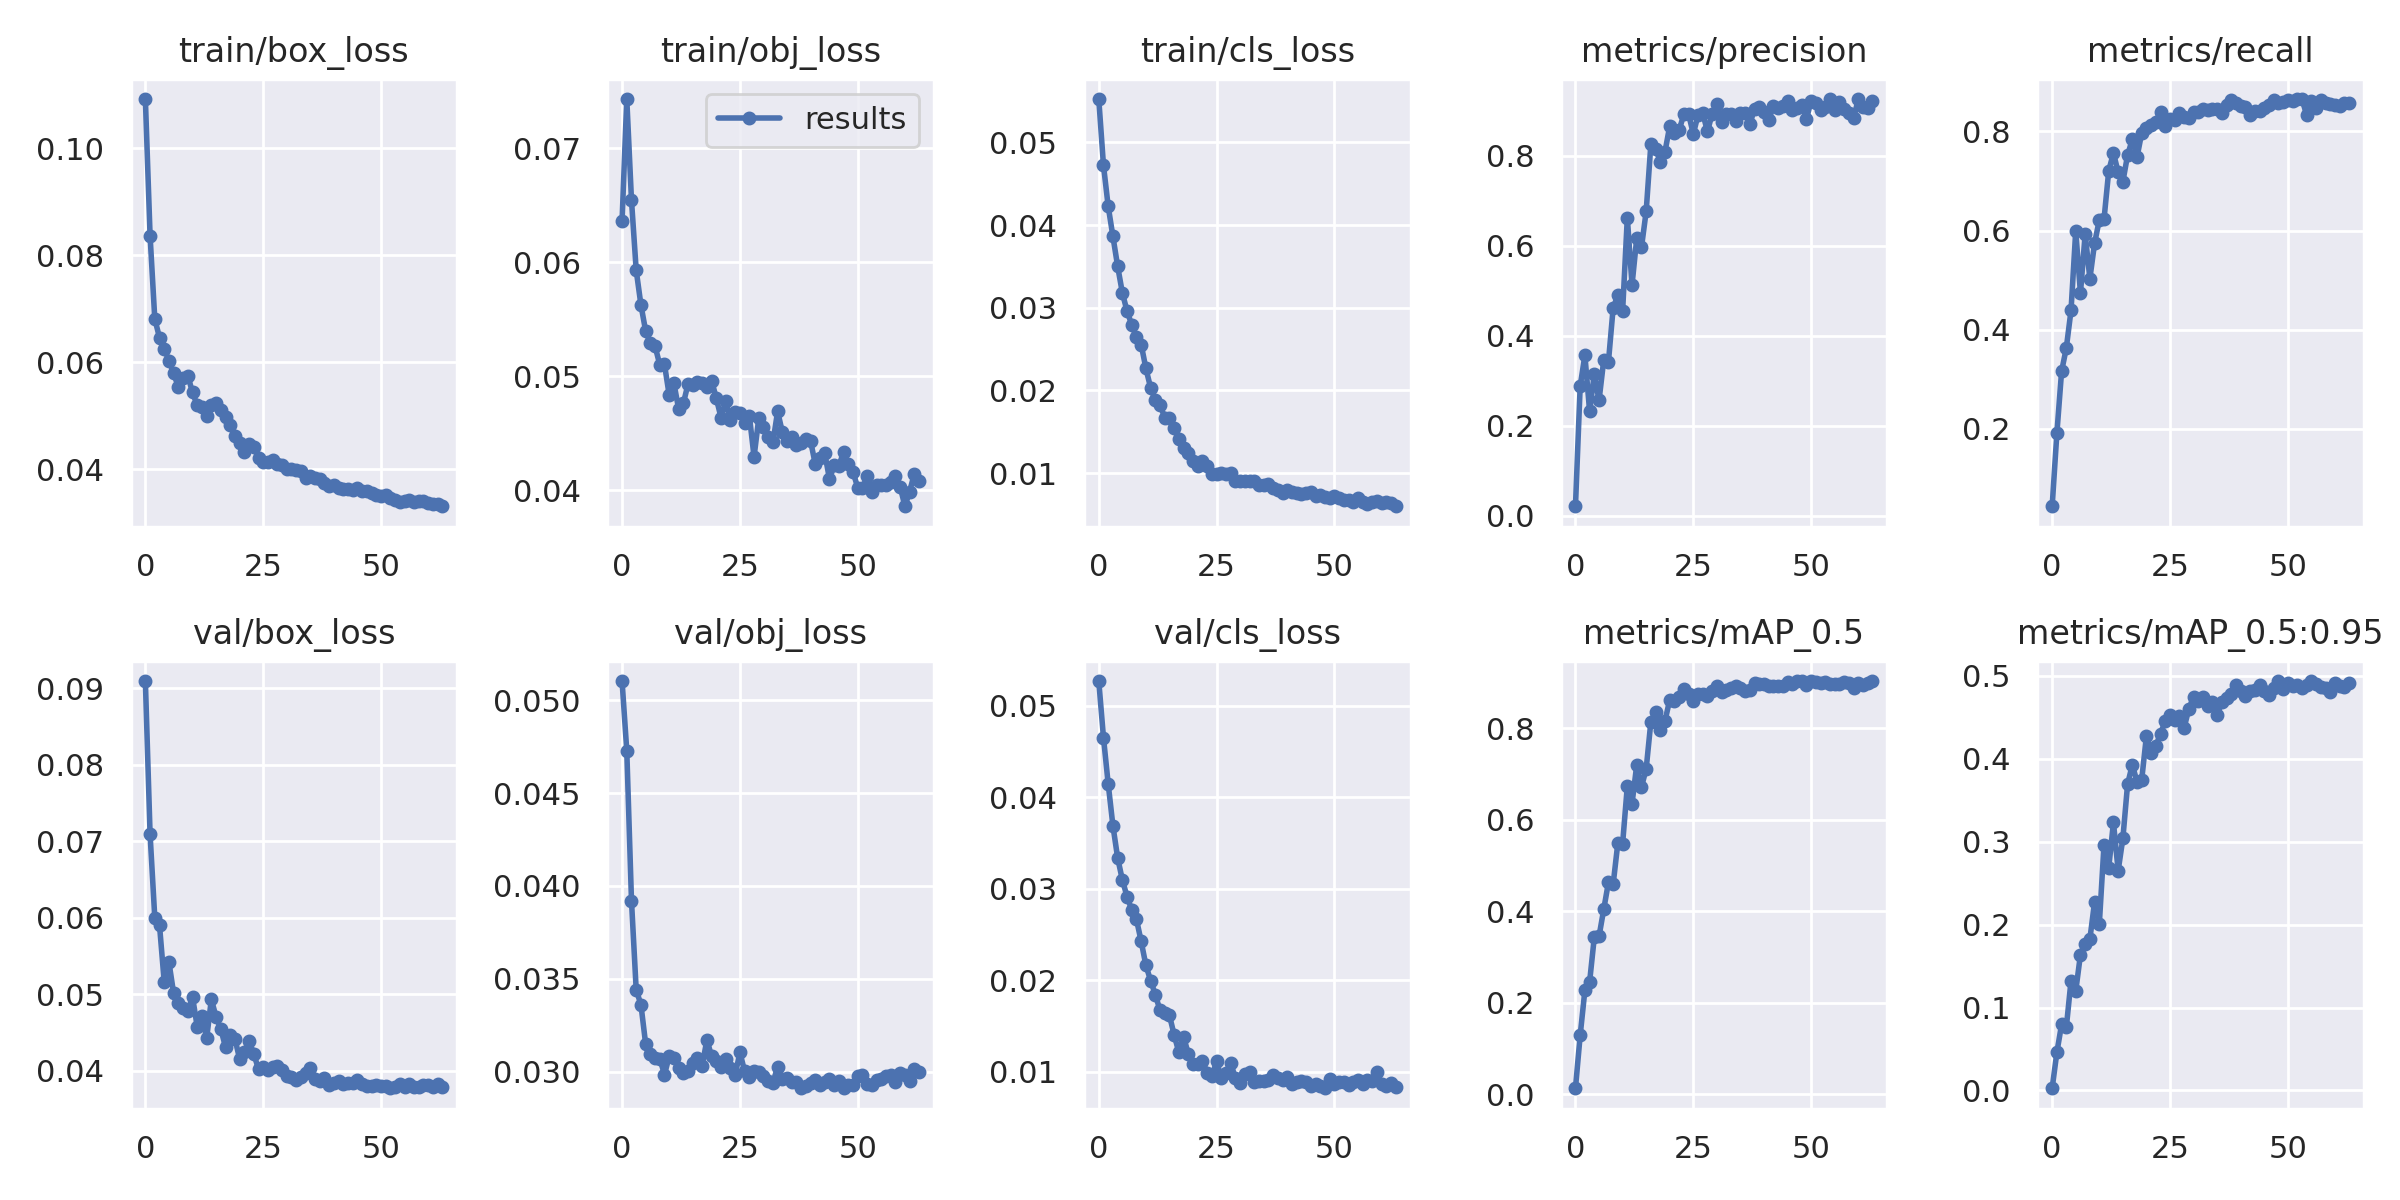 train/box_loss
train/obj_loss
train/cls_loss
metrics/precision
metrics/recall
0.10
0.08
0.06
0.04
0 25 50
results
0.07
0.06
0.05
0.04
0 25 50
0.05
0.04
0.03
0.02
0.01
0 25 50
0.8
0.6
0.4
0.2
0.0
0 25 50
0.8
0.6
0.4
0.2
0 25 50
val/box_loss
val/obj_loss
val/cls_loss
metrics/mAP_0.5
metrics/mAP_0.5:0.95
0.09
0.08
0.07
0.06
0.05
0.04
0 25 50
0.050
0.045
0.040
0.035
0.030
0 25 50
0.05
0.04
0.03
0.02
0.01
0 25 50
0.8
0.6
0.4
0.2
0.0
0 25 50
0.5
0.4
0.3
0.2
0.1
0.0
0 25 50